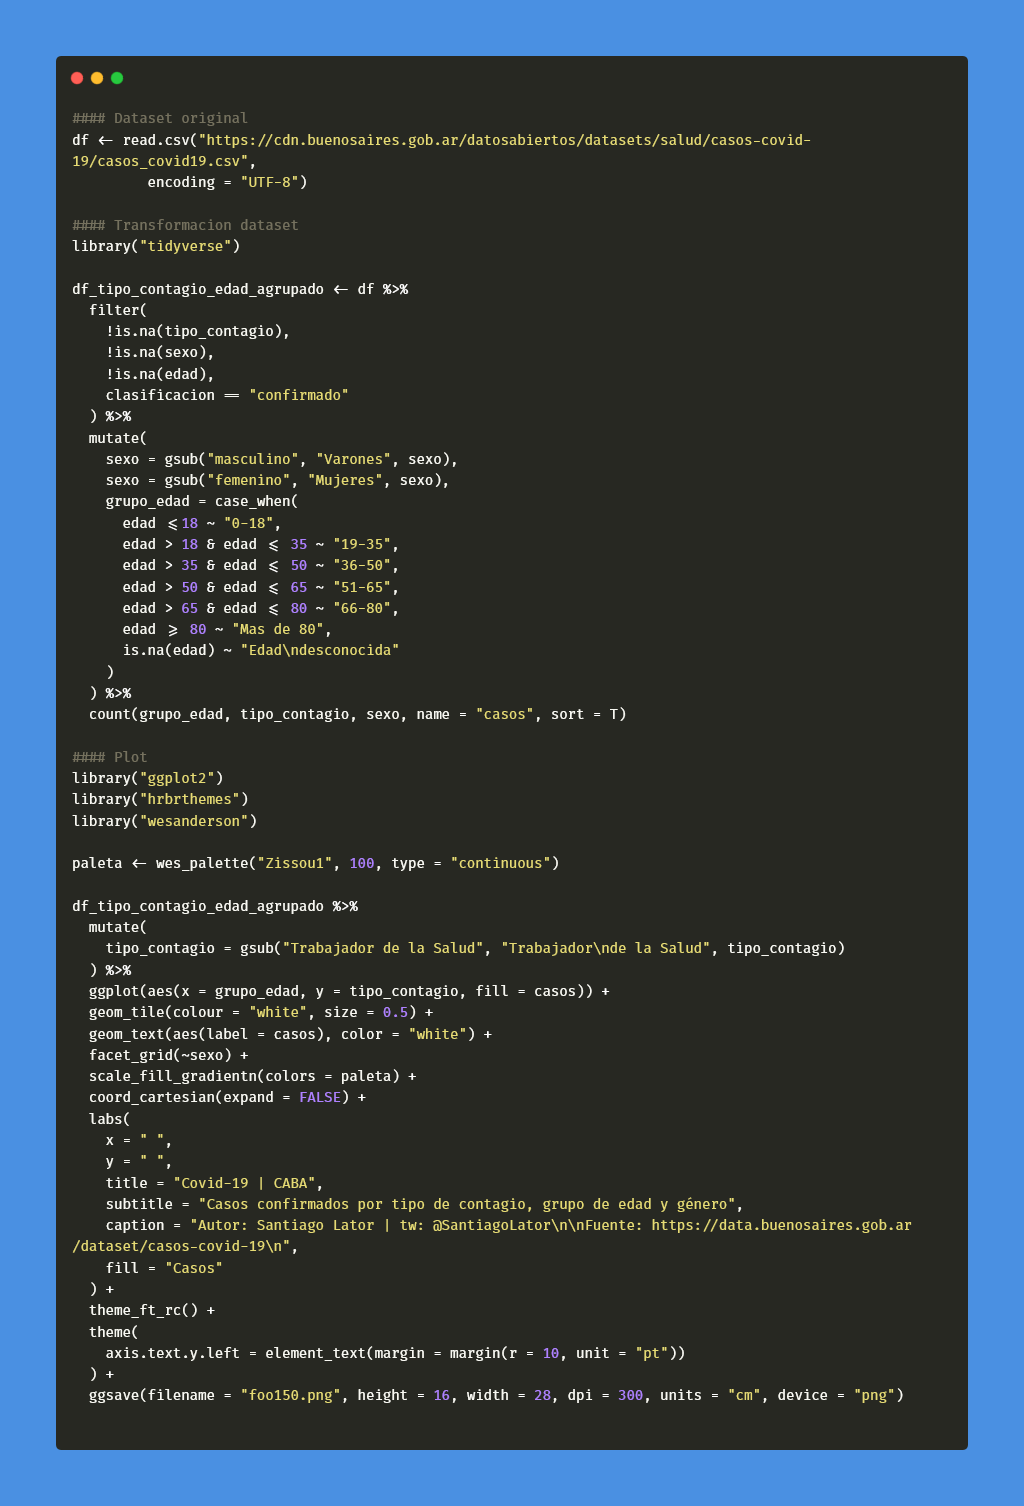 #### Dataset original
df <- read.csv("https://cdn.buenosaires.gob.ar/datosabiertos/datasets/salud/casos-covid-
19/casos_covid19.csv",
         encoding = "UTF-8")

#### Transformacion dataset
library("tidyverse")

df_tipo_contagio_edad_agrupado <- df %>%
  filter(
    !is.na(tipo_contagio),
    !is.na(sexo),
    !is.na(edad),
    clasificacion == "confirmado"
  ) %>%
  mutate(
    sexo = gsub("masculino", "Varones", sexo),
    sexo = gsub("femenino", "Mujeres", sexo),
    grupo_edad = case_when(
      edad <=18 ~ "0-18",
      edad > 18 & edad <= 35 ~ "19-35",
      edad > 35 & edad <= 50 ~ "36-50",
      edad > 50 & edad <= 65 ~ "51-65",
      edad > 65 & edad <= 80 ~ "66-80",
      edad >= 80 ~ "Mas de 80",
      is.na(edad) ~ "Edad\ndesconocida"
    )
  ) %>%
  count(grupo_edad, tipo_contagio, sexo, name = "casos", sort = T)

#### Plot
library("ggplot2")
library("hrbrthemes")
library("wesanderson")

paleta <- wes_palette("Zissou1", 100, type = "continuous")

df_tipo_contagio_edad_agrupado %>%
  mutate(
    tipo_contagio = gsub("Trabajador de la Salud", "Trabajador\nde la Salud", tipo_contagio)
  ) %>%
  ggplot(aes(x = grupo_edad, y = tipo_contagio, fill = casos)) +
  geom_tile(colour = "white", size = 0.5) +
  geom_text(aes(label = casos), color = "white") +
  facet_grid(~sexo) +
  scale_fill_gradientn(colors = paleta) +
  coord_cartesian(expand = FALSE) +
  labs(
    x = " ",
    y = " ",
    title = "Covid-19 | CABA",
    subtitle = "Casos confirmados por tipo de contagio, grupo de edad y género",
    caption = "Autor: Santiago Lator | tw: @SantiagoLator\n\nFuente: https://data.buenosaires.gob.ar
/dataset/casos-covid-19\n",
    fill = "Casos"
  ) +
  theme_ft_rc() +
  theme(
    axis.text.y.left = element_text(margin = margin(r = 10, unit = "pt"))
  ) +
  ggsave(filename = "foo150.png", height = 16, width = 28, dpi = 300, units = "cm", device = "png")